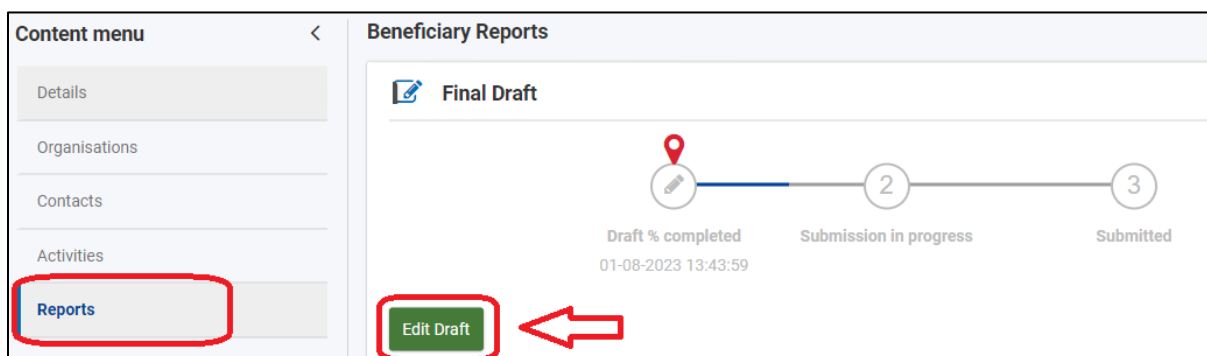 Content menu
Details
Organisations
Contacts
Activities
Reports
Beneficiary Reports
Final Draft
2
3
Draft % completed
Submission in progress
Submitted
01-08-2023 13:43:59
Edit Draft